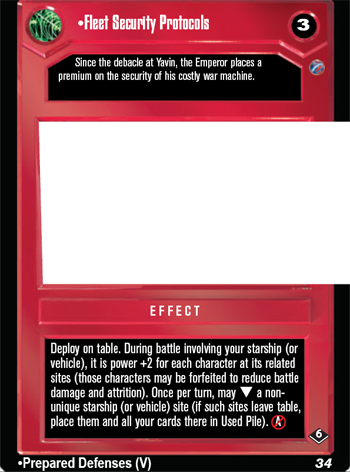 •Fleet Security Protocols
3
Since the debacle at Yavin, the Emperor places a
premium on the security of his costly war machine.
EFFECT
Deploy on table. During battle involving your starship (or
vehicle), it is power +2 for each character at its related
sites (those characters may be forfeited to reduce battle
damage and attrition). Once per turn, may ▼ a non-
unique starship (or vehicle) site (if such sites leave table,
place them and all your cards there in Used Pile). A
6
•Prepared Defenses (V)
34